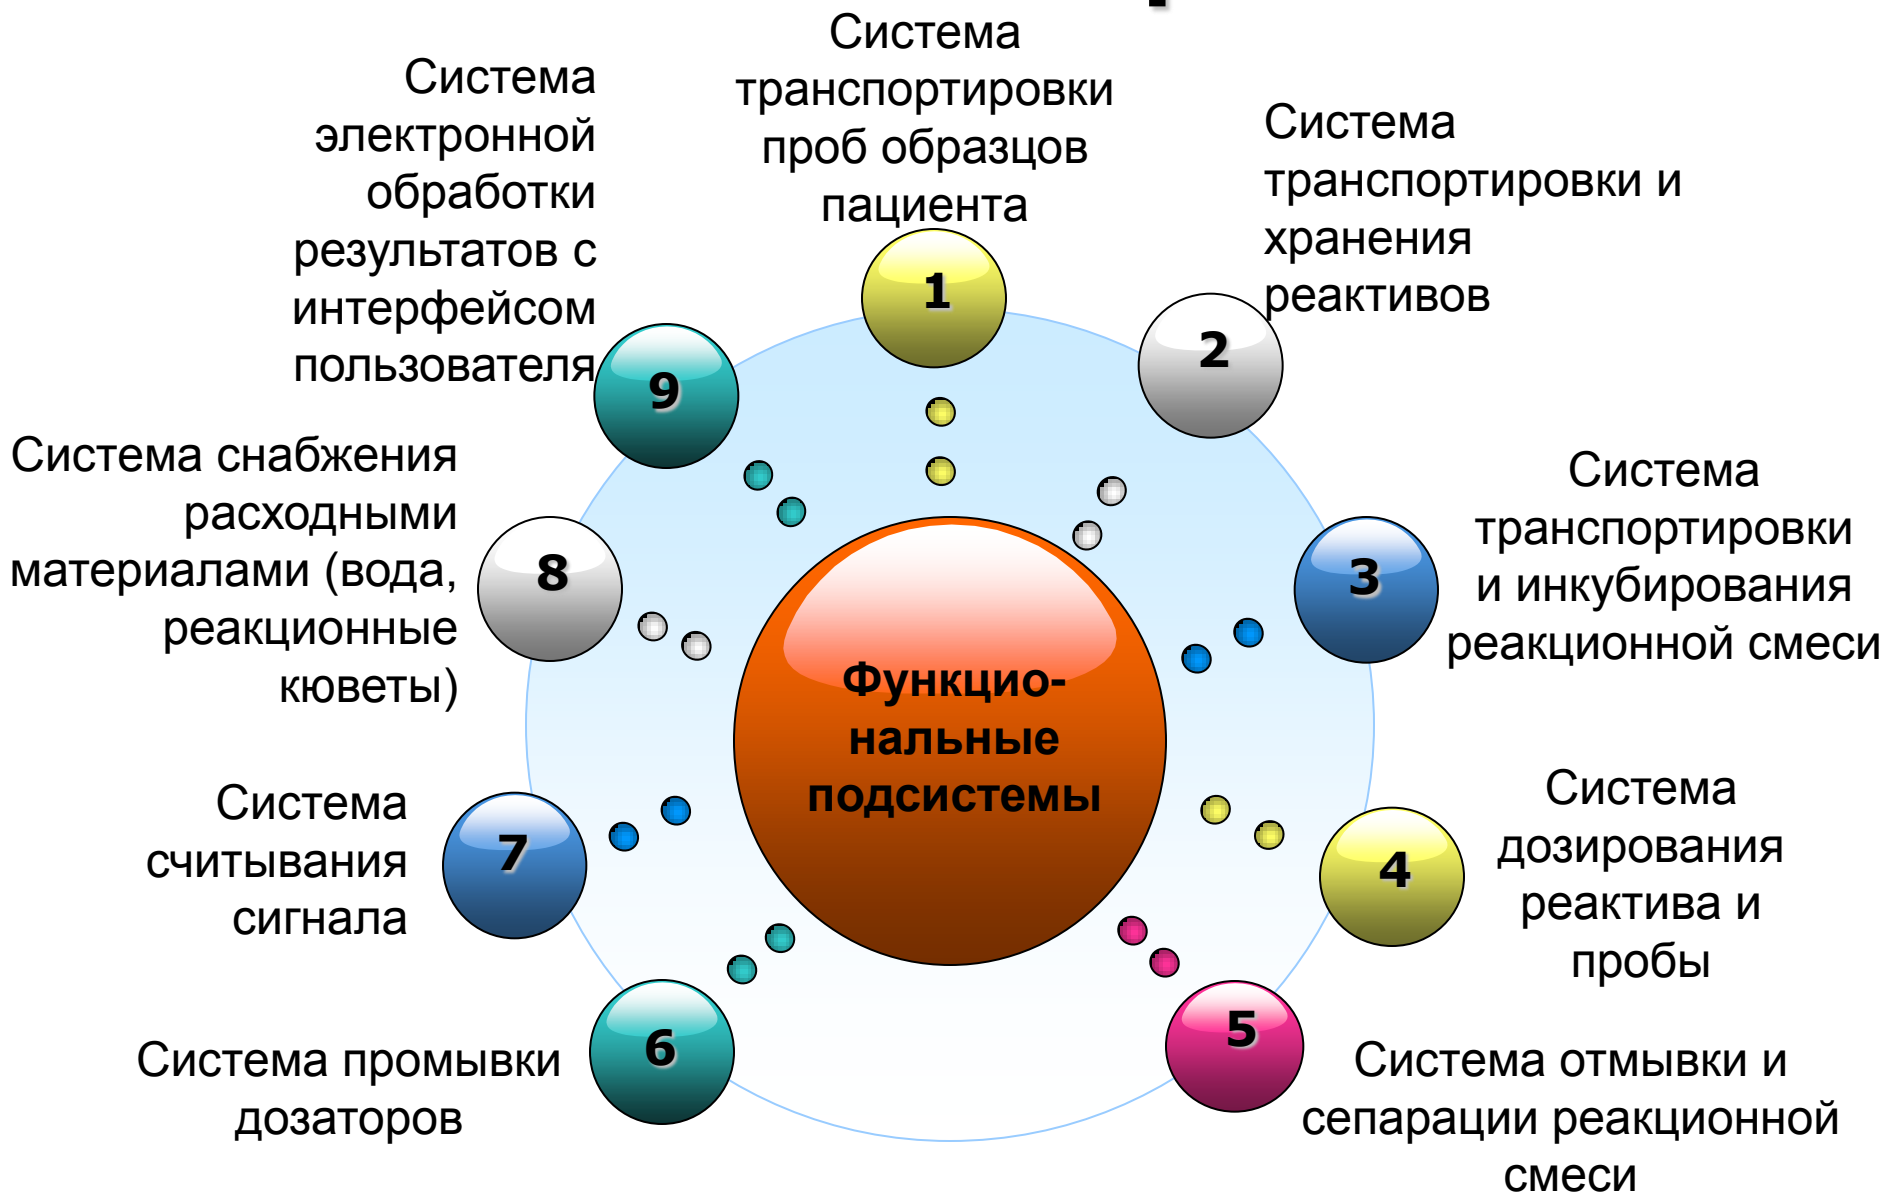 Система
транспортировки
проб образцов
пациента
1
Система
транспортировки и
хранения
реактивов
2
Система
транспортировки
и инкубирования
реакционной смеси
3
Система
дозирования
реактива и
пробы
4
Система отмывки и
сепарации реакционной
смеси
5
Система промывки
дозаторов
6
Система
считывания
сигнала
7
Система снабжения
расходными
материалами (вода,
реакционные
кюветы)
8
Система
электронной
обработки
результатов с
интерфейсом
пользователя
9
Функцио-
нальные
подсистемы